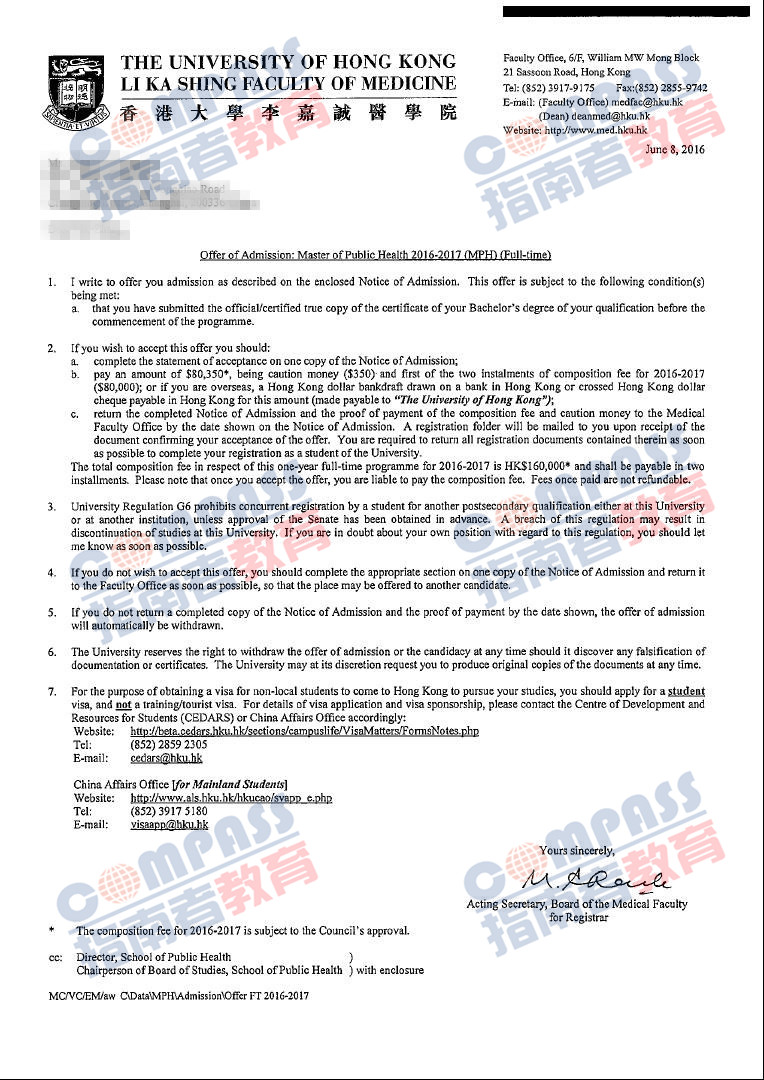 THE UNIVERSITY OF HONG KONG
LI KA SHING FACULTY OF MEDICINE
香港大學李嘉誠醫學院
Faculty Office, 6/F, William MW Mong Block
21 Sassoon Road, Hong Kong
Tel: (852) 3917-9175 Fax:(852) 2855-9742
E-mail: (Faculty Office) medfac@hku.hk
(Dean) deanmed@hku.hk
Website: http://www.med.hku.hk
June 8, 2016
Road
Offer of Admission: Master of Public Health 2016-2017 (MPH) (Full-time)
1. I write to offer you admission as described on the enclosed Notice of Admission. This offer is subject to the following condition(s)
being met:
a. that you have submitted the official/certified true copy of the certificate of your Bachelor's degree of your qualification before the
commencement of the programme.
2. If you wish to accept this offer you should:
a. complete the statement of acceptance on one copy of the Notice of Admission;
b. pay an amount of $80,350*, being caution money ($350) and first of the two instalments of composition fee for 2016-2017
($80,000); or if you are overseas, a Hong Kong dollar bankdraft drawn on a bank in Hong Kong or crossed Hong Kong dollar
cheque payable in Hong Kong for this amount (made payable to "The University of Hong Kong");
c. return the completed Notice of Admission and the proof of payment of the composition fee and caution money to the Medical
Faculty Office by the date shown on the Notice of Admission. A registration folder will be mailed to you upon receipt of the
document confirming your acceptance of the offer. You are required to return all registration documents contained therein as soon
as possible to complete your registration as a student of the University.
The total composition fee in respect of this one-year full-time programme for 2016-2017 is HK$160,000* and shall be payable in two
installments. Please note that once you accept the offer, you are liable to pay the composition fee. Fees once paid are not refundable.
3. University Regulation G6 prohibits concurrent registration by a student for another postsecondary qualification either at this University
or at another institution, unless approval of the Senate has been obtained in advance. A breach of this regulation may result in
discontinuation of studies at this University. If you are in doubt about your own position with regard to this regulation, you should let
me know as soon as possible.
4. If you do not wish to accept this offer, you should complete the appropriate section on one copy of the Notice of Admission and return it
to the Faculty Office as soon as possible, so that the place may be offered to another candidate.
5. If you do not return a completed copy of the Notice of Admission and the proof of payment by the date shown, the offer of admission
will automatically be withdrawn.
6. The University reserves the right to withdraw the offer of admission or the candidacy at any time should it discover any falsification of
documentation or certificates. The University may at its discretion request you to produce original copies of the documents at any time.
7. For the purpose of obtaining a visa for non-local students to come to Hong Kong to pursue your studies, you should apply for a student
visa, and not a training/tourist visa. For details of visa application and visa sponsorship, please contact the Centre of Development and
Resources for Students (CEDARS) or China Affairs Office accordingly:
Website: http://beta.cedars.hku.hk/sections/campuslife/VisaMatters/FormsNotes.php
Tel: (852) 2859 2305
E-mail: cedars@hku.hk
China Affairs Office [for Mainland Students]
Website: http://www.als.hku.hk/hkucao/svapp_e.php
Tel: (852) 3917 5180
E-mail: visaapp@hku.hk
Yours sincerely,
Acting Secretary, Board of the Medical Faculty
for Registrar
* The composition fee for 2016-2017 is subject to the Council's approval.
cc: Director, School of Public Health )
Chairperson of Board of Studies, School of Public Health ) with enclosure
MC/VC/EM/aw C\Data\MPH\Admission\Offer FT 2016-2017
COMPASS
指南者教育
COMPASS
指南者教育
COMPASS
指南者教育
COMPASS
指南者教育
COMPASS
指南者教育
COMPASS
指南者教育